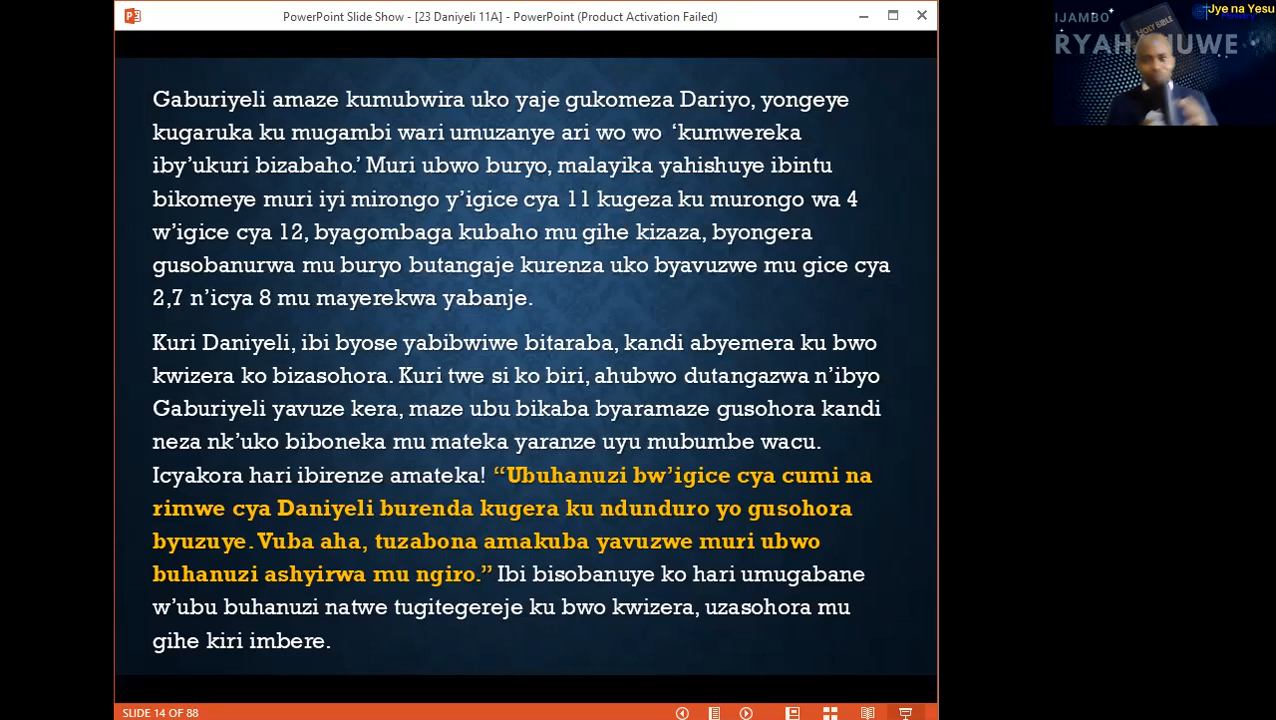 PowerPoint Slide Show - [23 Daniyeli 11A] - PowerPoint (Product Activation Failed)
Jye na Yesu
Ministry
IJAMBO
HOLY BIBLE
Gaburiyeli amaze kumubwira uko yaje gukomeza Dariyo, yongeye
kugaruka ku mugambi wari umuzanye ari wo wo ‘kumwereka
iby’ukuri bizabaho.’ Muri ubwo buryo, malayika yahishuye ibintu
bikomeye muri iyi mirongo y’igice cya 11 kugeza ku murongo wa 4
w’igice cya 12, byagombaga kubaho mu gihe kizaza, byongera
gusobanurwa mu buryo butangaje kurenza uko byavuzwe mu gice cya
2,7 n’icya 8 mu mayerekwa yabanje.
Kuri Daniyeli, ibi byose yabibwiwe bitaraba, kandi abyemera ku bwo
kwizera ko bizasohora. Kuri twe si ko biri, ahubwo dutangazwa n’ibyo
Gaburiyeli yavuze kera, maze ubu bikaba byaramaze gusohora kandi
neza nk’uko biboneka mu mateka yaranze uyu mubumbe wacu.
Icyakora hari ibirenze amateka! “Ubuhanuzi bw’igice cya cumi na
rimwe cya Daniyeli burenda kugera ku ndunduro yo gusohora
byuzuye. Vuba aha, tuzabona amakuba yavuzwe muri ubwo
buhanuzi ashyirwa mu ngiro.” Ibi bisobanuye ko hari umugabane
w’ubu buhanuzi natwe tugitegereje ku bwo kwizera, uzasohora mu
gihe kiri imbere.
SLIDE 14 OF 88